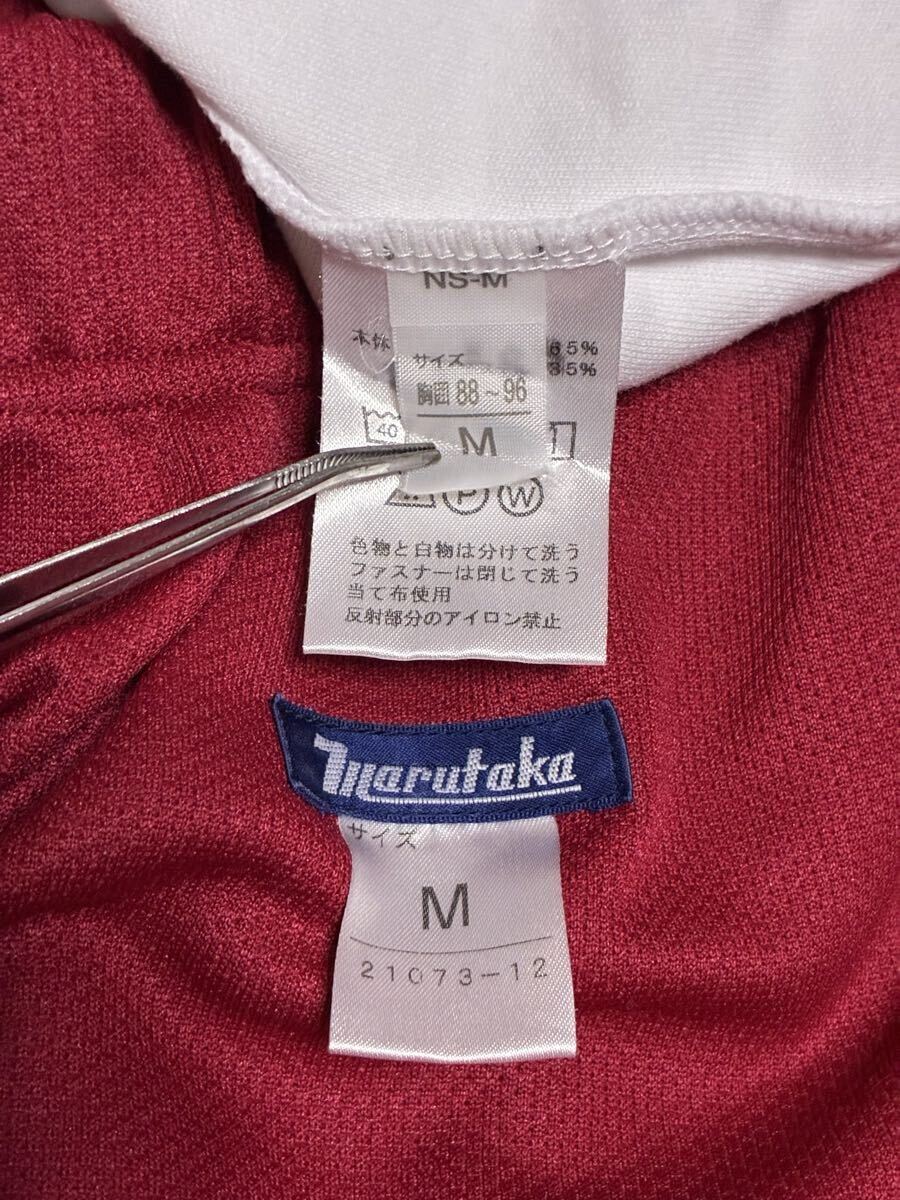 NS-M
本体
65%
35%
サイズ
胸囲 88~96
M
40
P W
色物と白物は分けて洗う
ファスナーは閉じて洗う
当て布使用
反射部分のアイロン禁止
marutaka
サイズ
M
21073-12